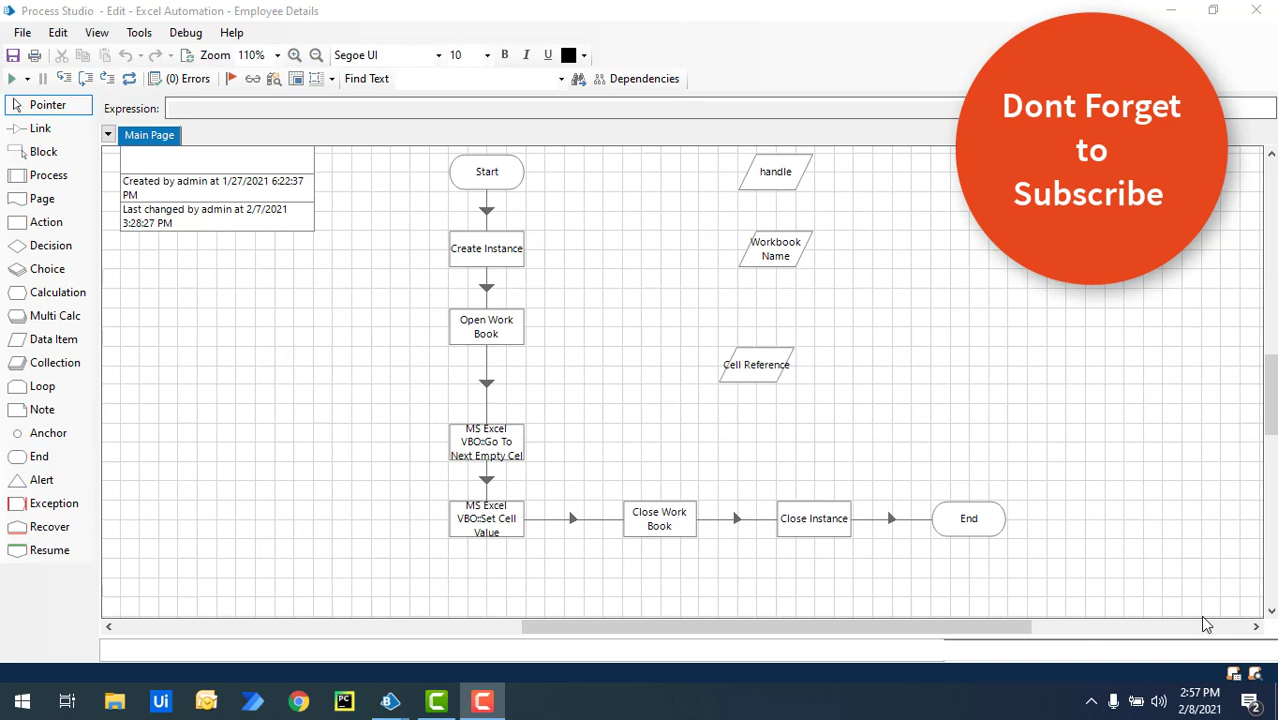 Process Studio - Edit - Excel Automation - Employee Details
File Edit View Tools Debug Help
Zoom 110% Segoe UI 10 B I U
(0) Errors Find Text Dependencies
Expression:
Pointer
Link
Block
Process
Page
Action
Decision
Choice
Calculation
Multi Calc
Data Item
Collection
Loop
Note
Anchor
End
Alert
Exception
Recover
Resume
Main Page
Created by admin at 1/27/2021 6:22:37
PM
Last changed by admin at 2/7/2021
3:28:27 PM
Start
Create Instance
Open Work
Book
MS Excel
VBO::Go To
Next Empty Cel
MS Excel
VBO::Set Cell
Value
Close Work
Book
Close Instance
End
handle
Workbook
Name
Cell Reference
Dont Forget
to
Subscribe
Ui
PC
2:57 PM
2/8/2021
2